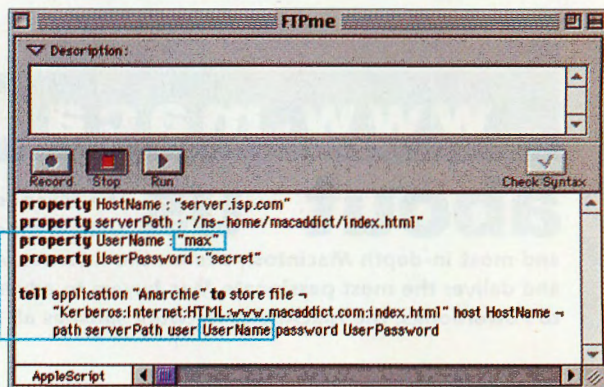 FTPme
Description:
Record Stop Run Check Syntax
property HostName : "server.isp.com"
property serverPath : "/ns-home/macaddict/index.html"
property UserName : "max"
property UserPassword : "secret"
tell application "Anarchie" to store file ¬
"Kerberos:Internet:HTML:www.macaddict.com:index.html" host HostName ¬
path serverPath user UserName password UserPassword
AppleScript